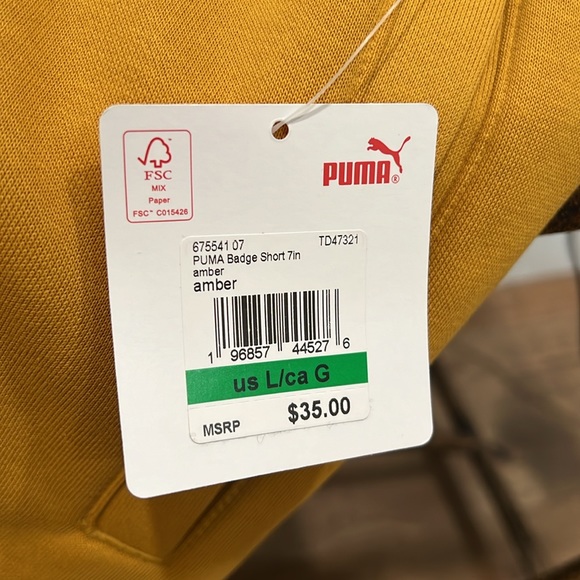 FSC
MIX
Paper
FSC™ C015426
PUMA®
675541 07 TD47321
PUMA Badge Short 7in
amber
amber
1 96857 44527 6
us L/ca G
MSRP $35.00